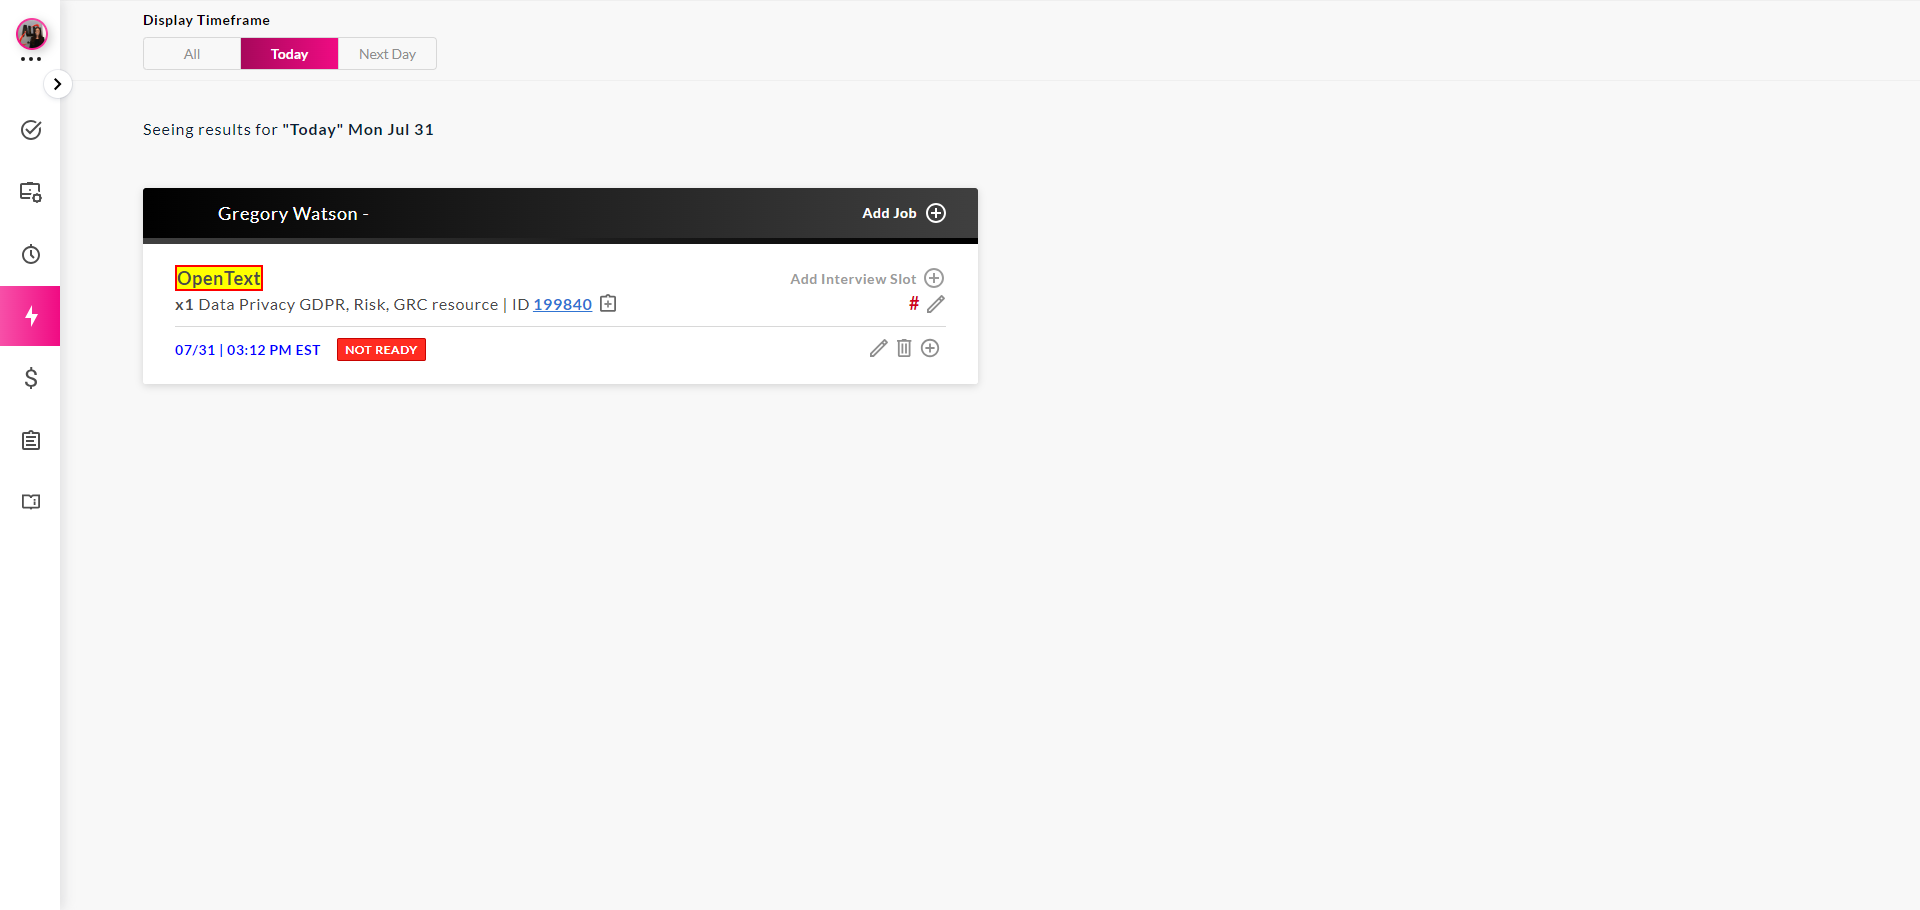 Display Timeframe
All Today Next Day
Seeing results for "Today" Mon Jul 31
Gregory Watson - Add Job
OpenText Add Interview Slot
x1 Data Privacy GDPR, Risk, GRC resource | ID 199840 #
07/31 | 03:12 PM EST NOT READY